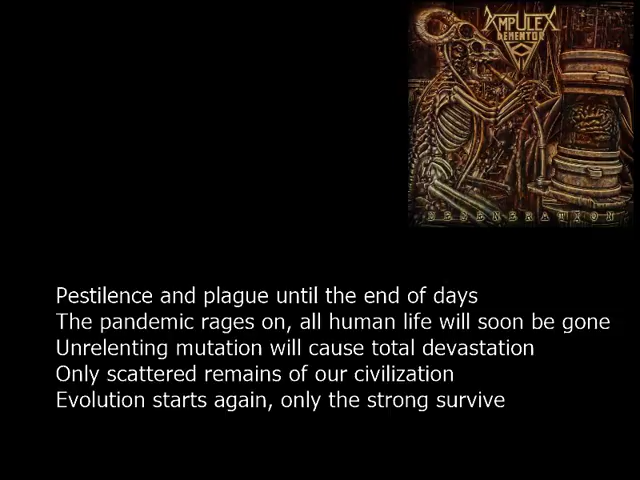 AMPULEX
DEMENTOR
DEGENERATION
Pestilence and plague until the end of days
The pandemic rages on, all human life will soon be gone
Unrelenting mutation will cause total devastation
Only scattered remains of our civilization
Evolution starts again, only the strong survive